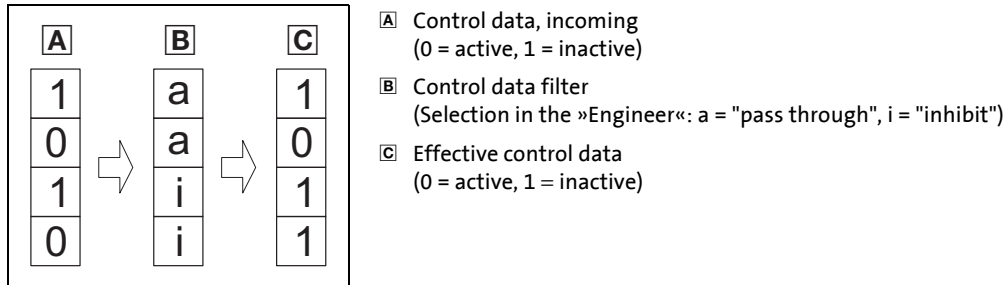 A B C
1 a 1
0 a 0
1 i 1
0 i 1
A Control data, incoming
(0 = active, 1 = inactive)
B Control data filter
(Selection in the »Engineer«: a = "pass through", i = "inhibit")
C Effective control data
(0 = active, 1 = inactive)